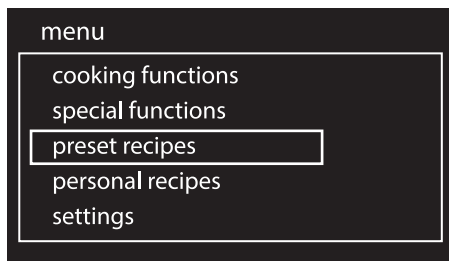 menu
cooking functions
special functions
preset recipes
personal recipes
settings